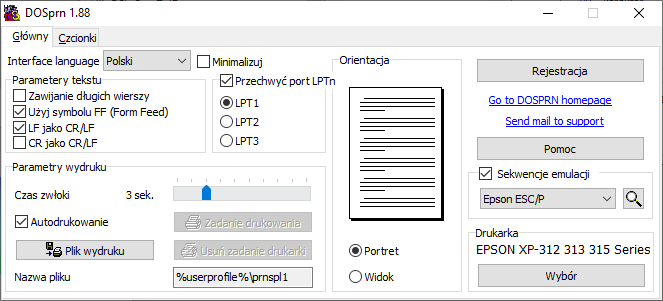 DOSprn 1.88
Główny
Czcionki
Interface language
Polski
Minimalizuj
Parametery tekstu
Zawijanie długich wierszy
Użyj symbolu FF (Form Feed)
LF jako CR/LF
CR jako CR/LF
Przechwyć port LPTn
LPT1
LPT2
LPT3
Parametry wydruku
Czas zwłoki
3 sek.
Autodrukowanie
Zadanie drukowania
Plik wydruku
Usuń zadanie drukarki
Nazwa pliku
%userprofile%\prnspl1
Orientacja
Portret
Widok
Rejestracja
Go to DOSPRN homepage
Send mail to support
Pomoc
Sekwencje emulacji
Epson ESC/P
Drukarka
EPSON XP-312 313 315 Series
Wybór